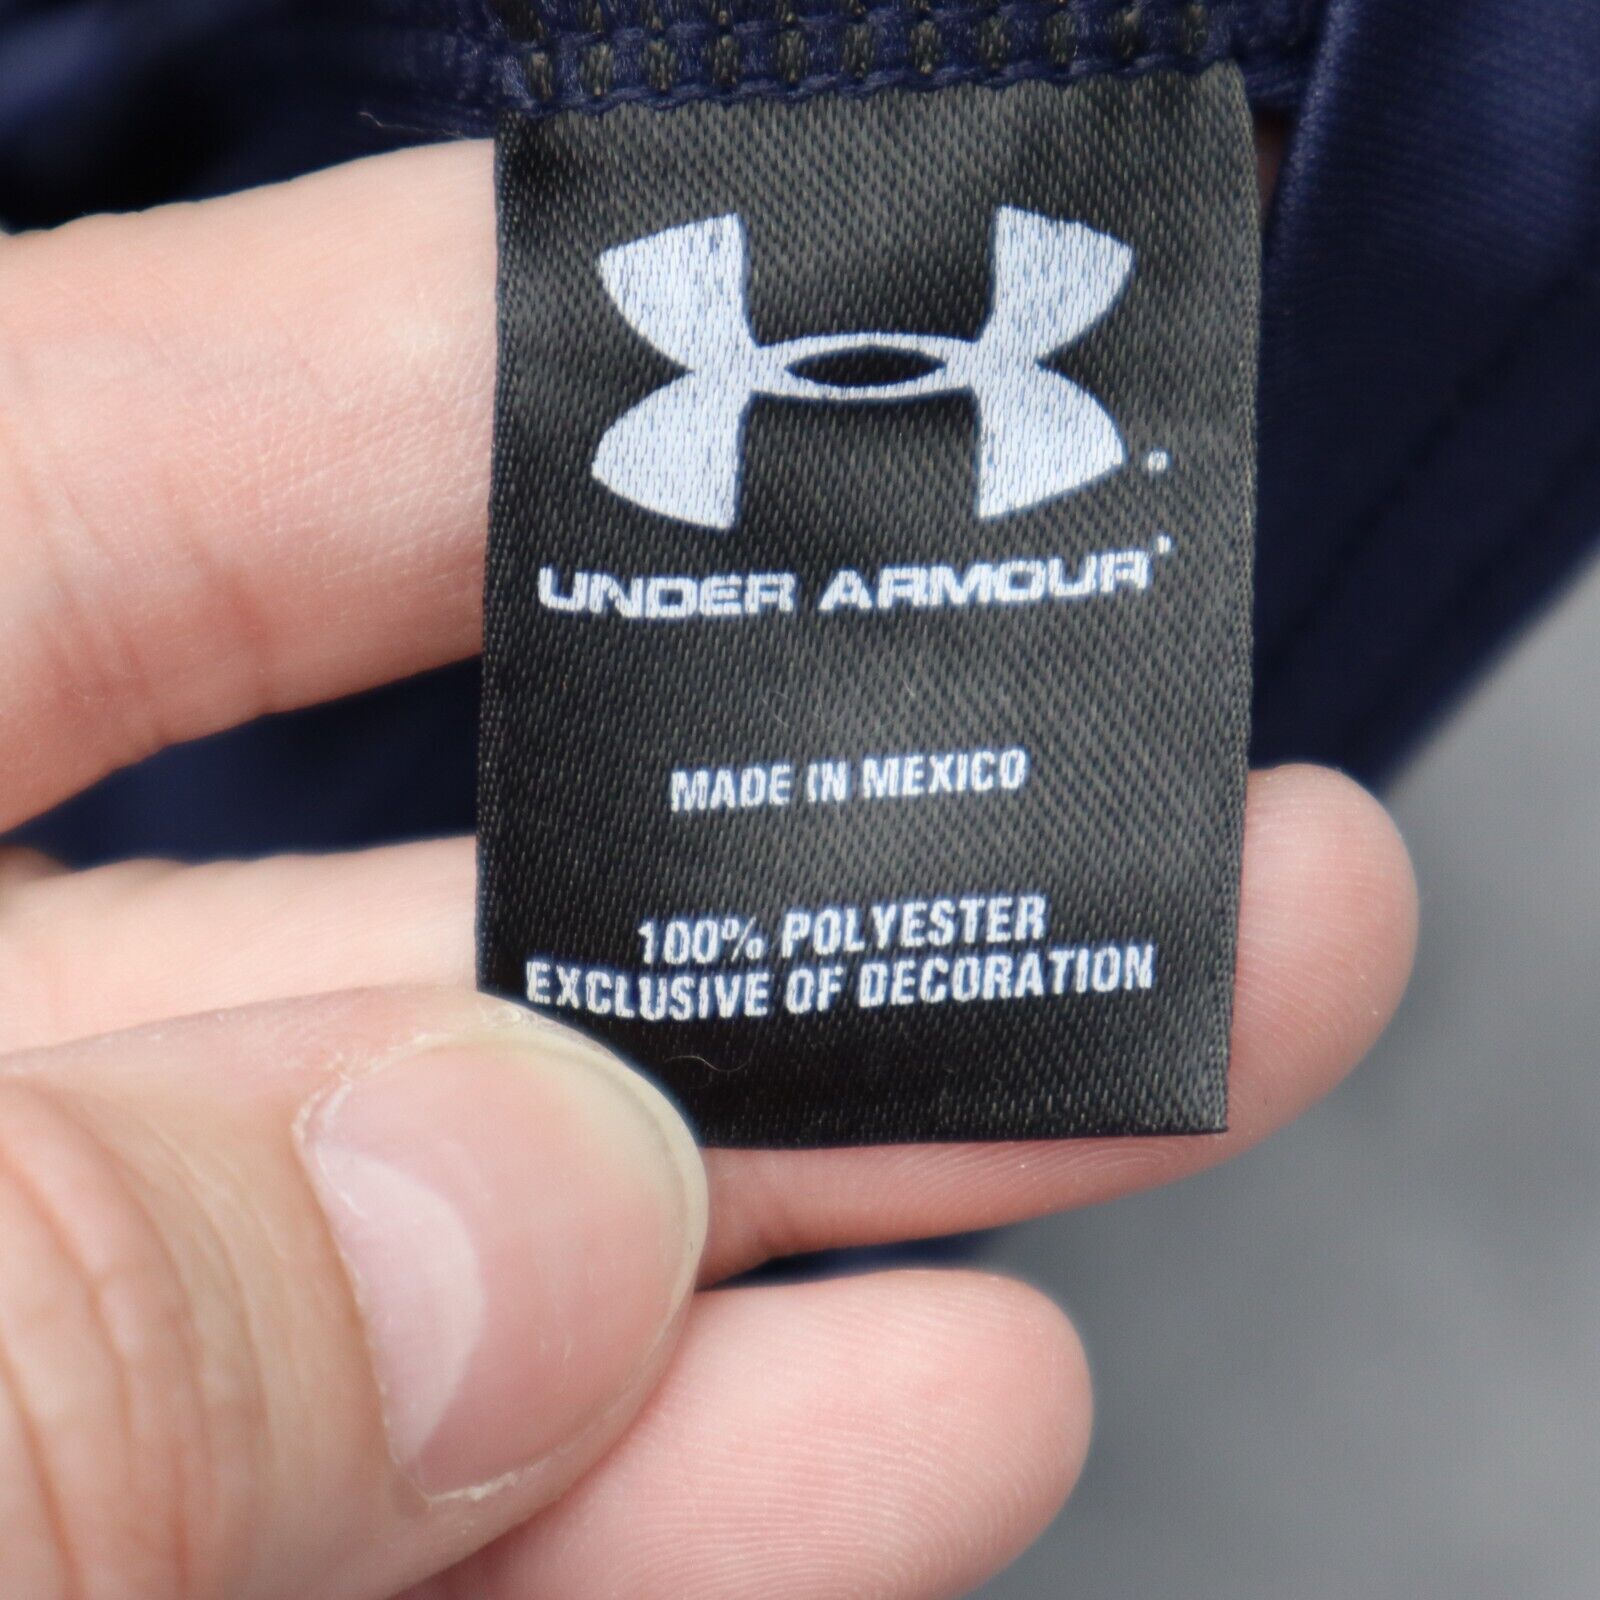 UNDER ARMOUR
MADE IN MEXICO
100% POLYESTER
EXCLUSIVE OF DECORATION